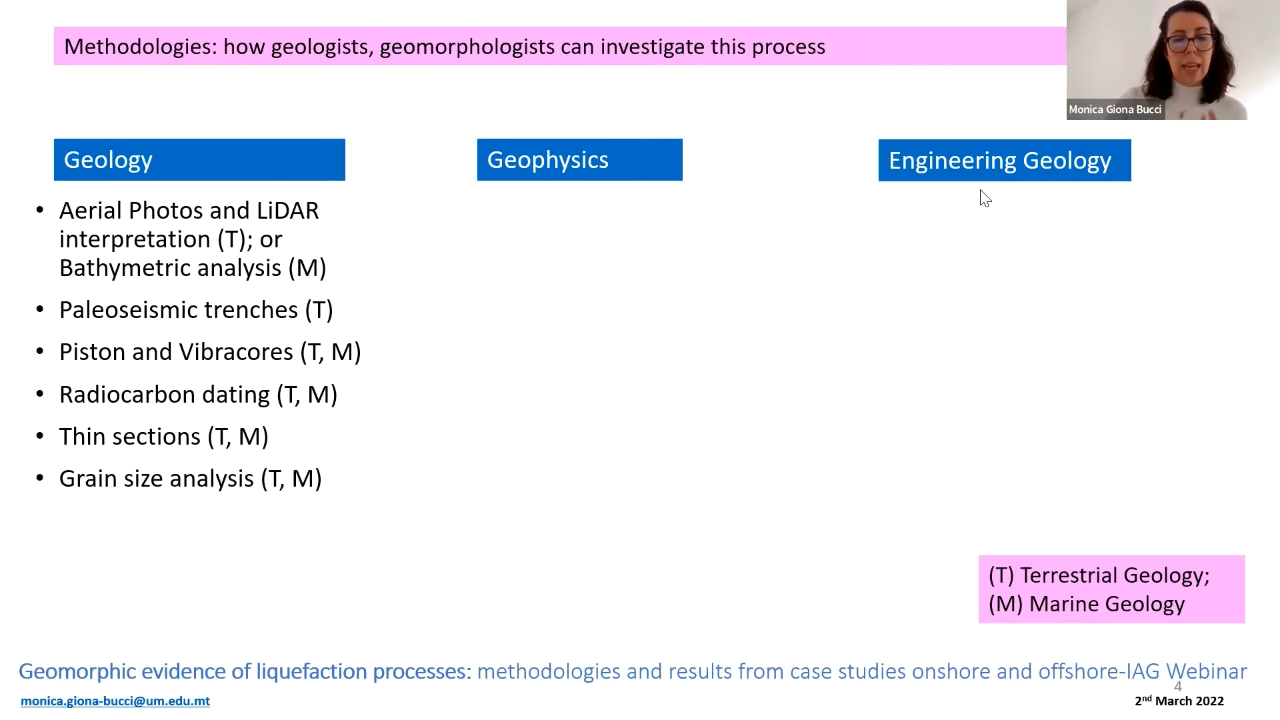 Methodologies: how geologists, geomorphologists can investigate this process
Monica Giona Bucci
Geology
Geophysics
Engineering Geology
• Aerial Photos and LiDAR
interpretation (T); or
Bathymetric analysis (M)
• Paleoseismic trenches (T)
• Piston and Vibracores (T, M)
• Radiocarbon dating (T, M)
• Thin sections (T, M)
• Grain size analysis (T, M)
(T) Terrestrial Geology;
(M) Marine Geology
Geomorphic evidence of liquefaction processes: methodologies and results from case studies onshore and offshore-IAG Webinar
4
monica.giona-bucci@um.edu.mt
2nd March 2022